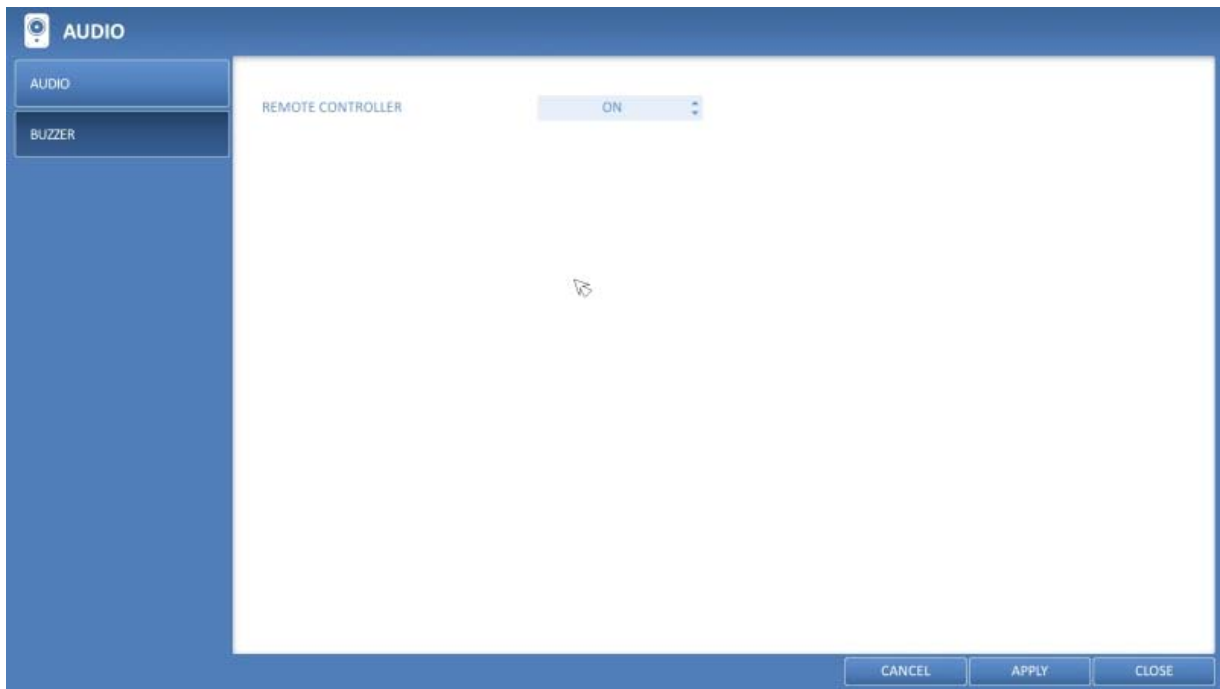 AUDIO
AUDIO
BUZZER
REMOTE CONTROLLER ON
CANCEL APPLY CLOSE